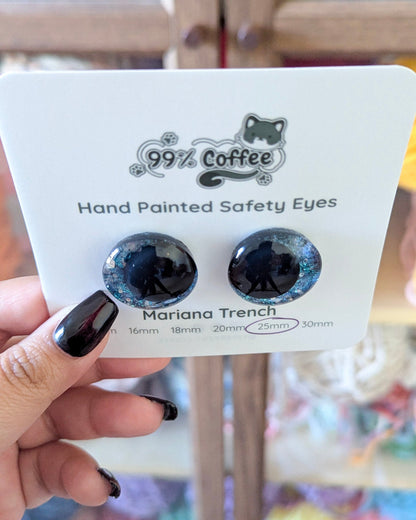 99% Coffee
Hand Painted Safety Eyes
Mariana Trench
16mm 18mm 20mm 25mm 30mm